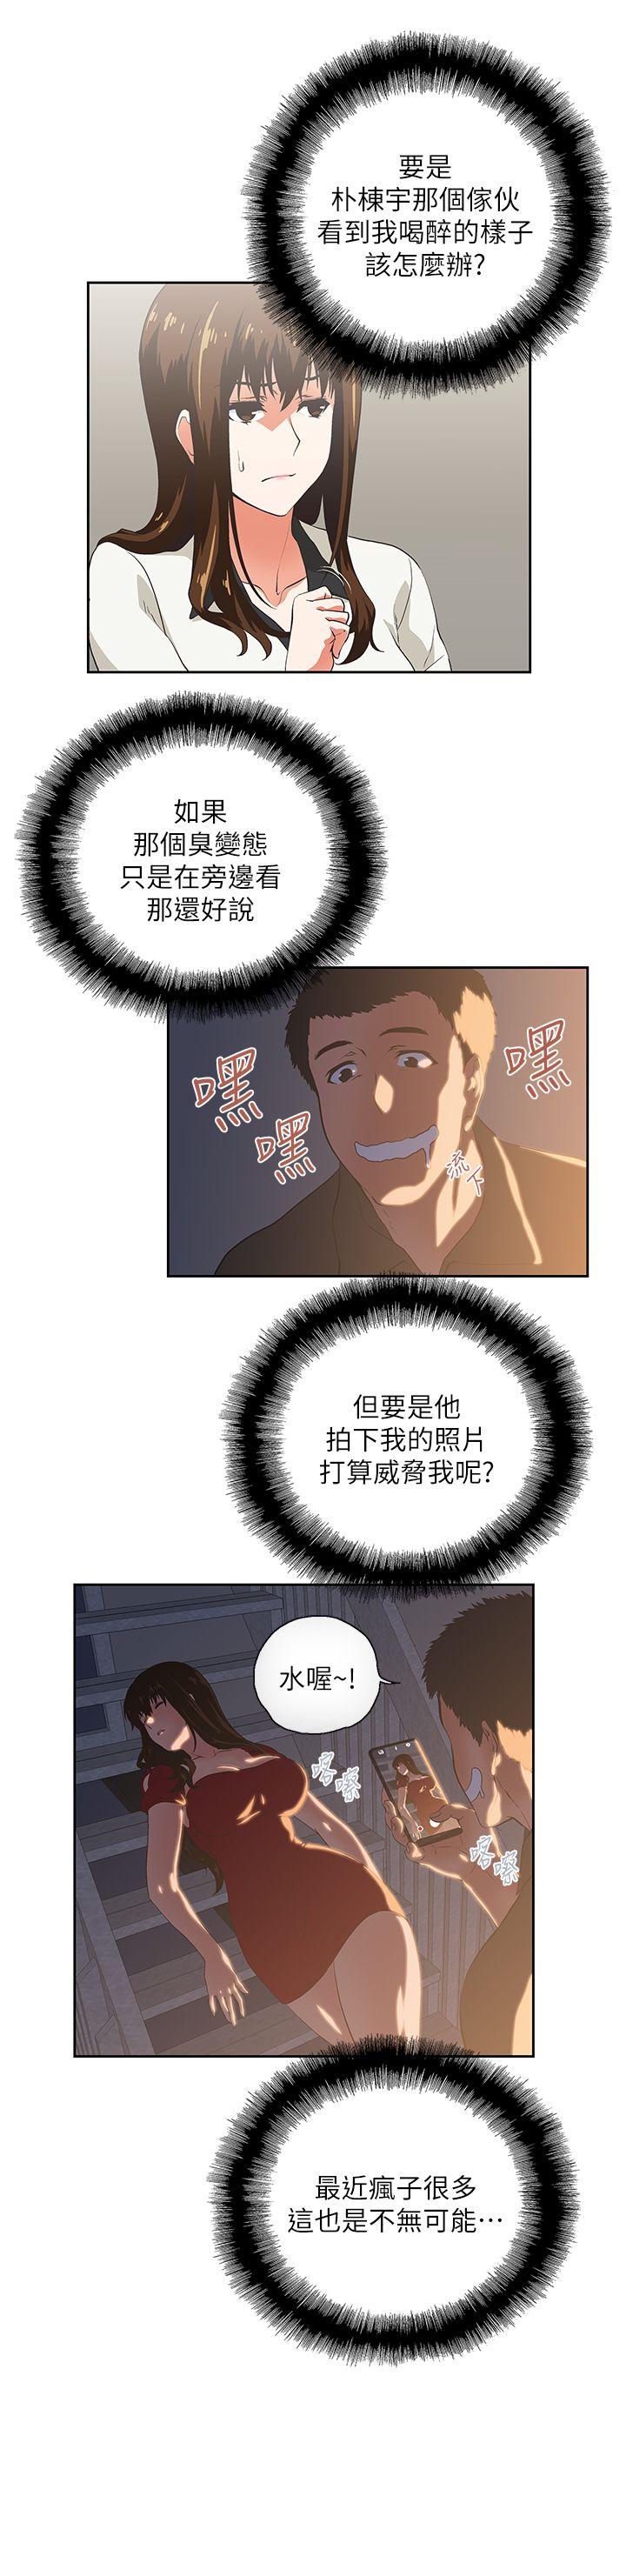 要是
朴棟宇那個傢伙
看到我喝醉的樣子
該怎麼辦?
如果
那個臭變態
只是在旁邊看
那還好說
嘿
嘿
嘿
流下
但要是他
拍下我的照片
打算威脅我呢?
水喔~!
喀嚓
喀嚓
最近瘋子很多
這也是不無可能…